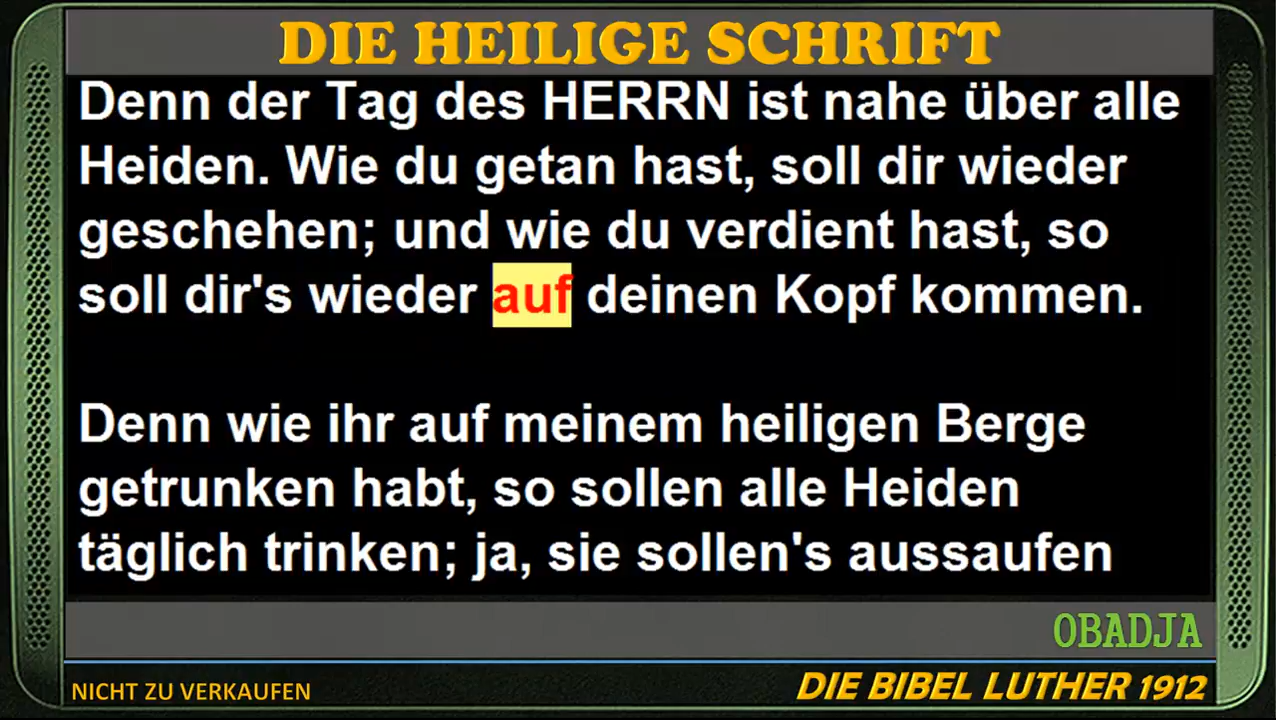 DIE HEILIGE SCHRIFT
Denn der Tag des HERRN ist nahe über alle
Heiden. Wie du getan hast, soll dir wieder
geschehen; und wie du verdient hast, so
soll dir's wieder auf deinen Kopf kommen.
Denn wie ihr auf meinem heiligen Berge
getrunken habt, so sollen alle Heiden
täglich trinken; ja, sie sollen's aussaufen
OBADJA
NICHT ZU VERKAUFEN
DIE BIBEL LUTHER 1912